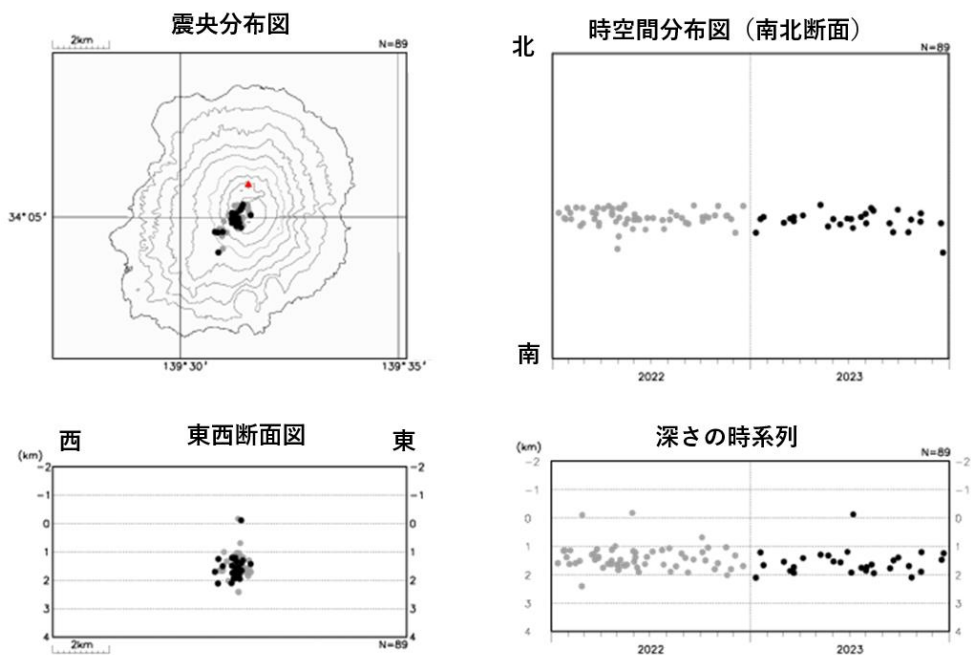 震央分布図
2km
N=89
34°05'
139°30'
139°35'
時空間分布図（南北断面）
北
N=89
南
2022
2023
東西断面図
西
東
(km)
-2
-2
-1
-1
0
0
1
1
2
2
3
3
4
4
2km
N=89
深さの時系列
(km)
N=89
-2
-2
-1
-1
0
0
1
1
2
2
3
3
4
4
2022
2023